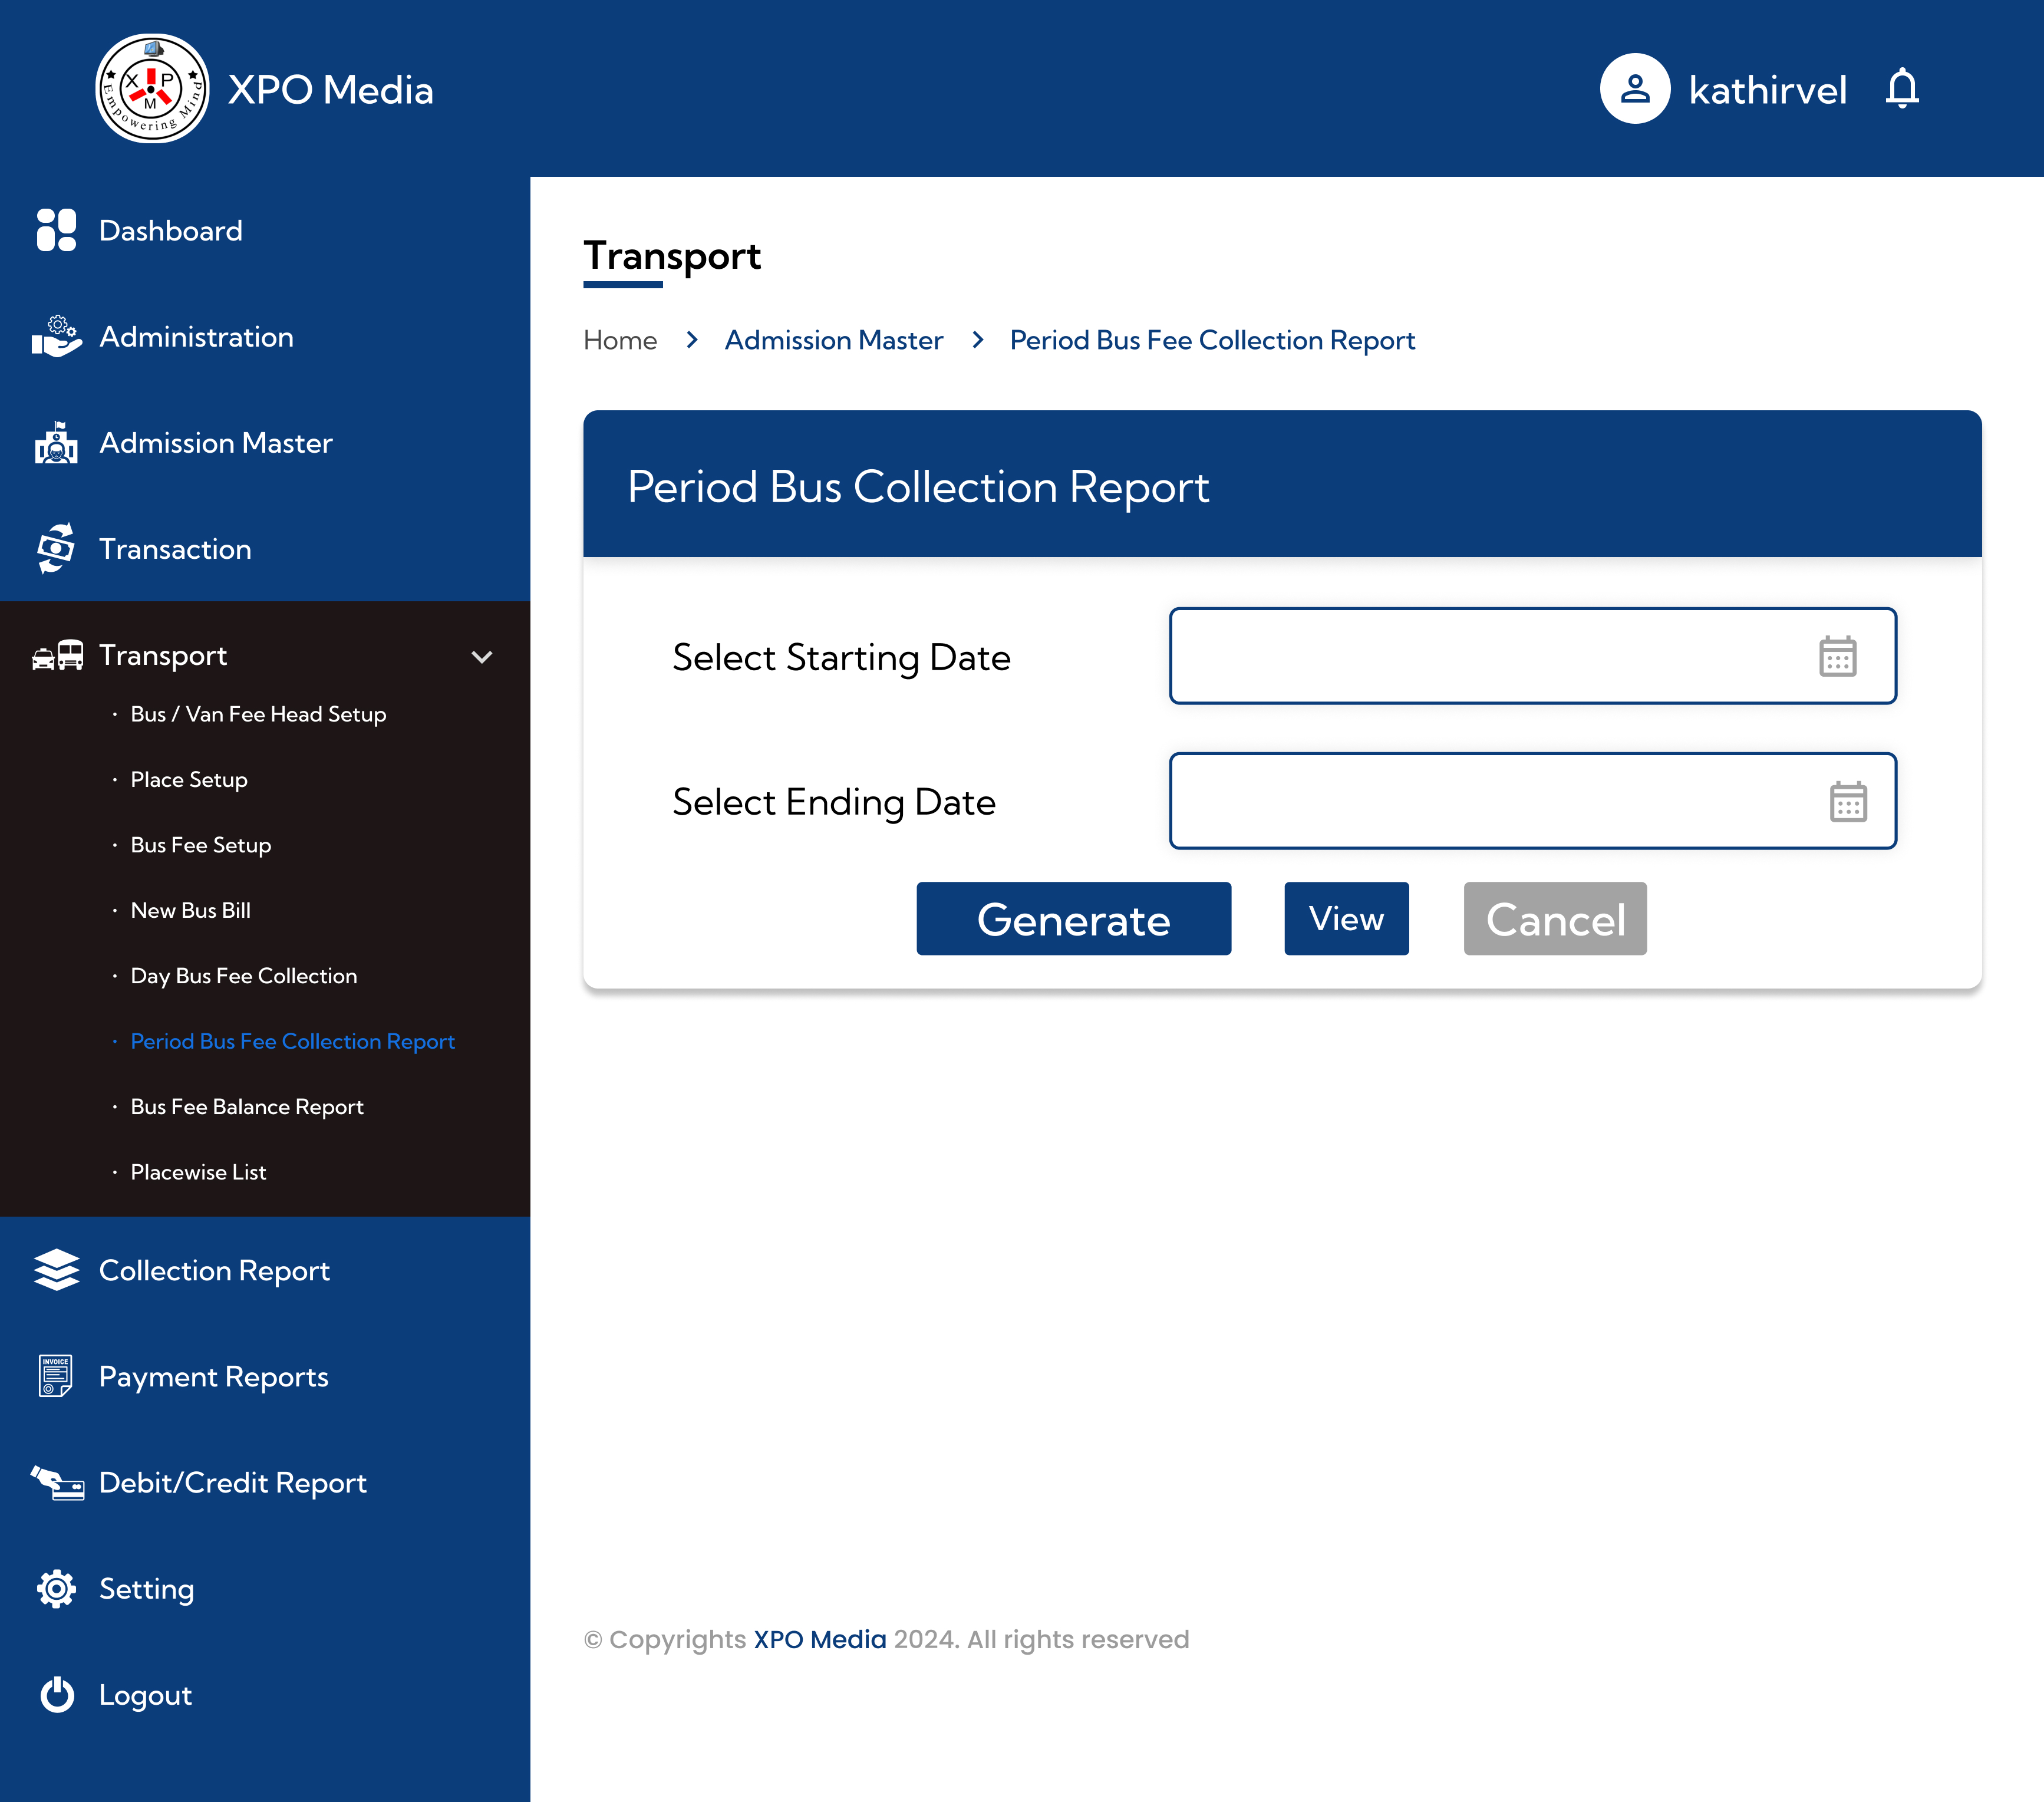 X P
M
Empowering Mind
XPO Media
kathirvel
Dashboard
Administration
Admission Master
Transaction
Transport
· Bus / Van Fee Head Setup
· Place Setup
· Bus Fee Setup
· New Bus Bill
· Day Bus Fee Collection
· Period Bus Fee Collection Report
· Bus Fee Balance Report
· Placewise List
Collection Report
INVOICE
Payment Reports
Debit/Credit Report
Setting
Logout
Transport
Home > Admission Master > Period Bus Fee Collection Report
Period Bus Collection Report
Select Starting Date
Select Ending Date
Generate View Cancel
© Copyrights XPO Media 2024. All rights reserved